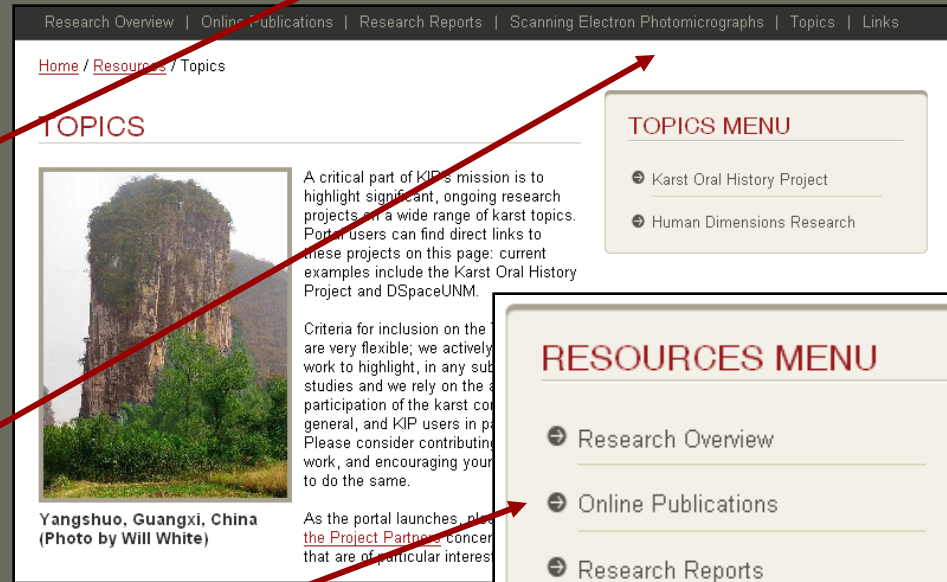 Research Overview | Online Publications | Research Reports | Scanning Electron Photomicrographs | Topics | Links
Home / Resources / Topics
TOPICS
A critical part of KIP's mission is to
highlight significant, ongoing research
projects on a wide range of karst topics.
Portal users can find direct links to
these projects on this page: current
examples include the Karst Oral History
Project and DSpaceUNM.
Criteria for inclusion on the
are very flexible; we actively
work to highlight, in any
studies and we rely on the
participation of the karst
general, and KIP users in
Please consider contributing
work, and encouraging your
to do the same.
As the portal launches,
the Project Partners
that are of particular interest
Yangshuo, Guangxi, China
(Photo by Will White)
TOPICS MENU
Karst Oral History Project
Human Dimensions Research
RESOURCES MENU
Research Overview
Online Publications
Research Reports